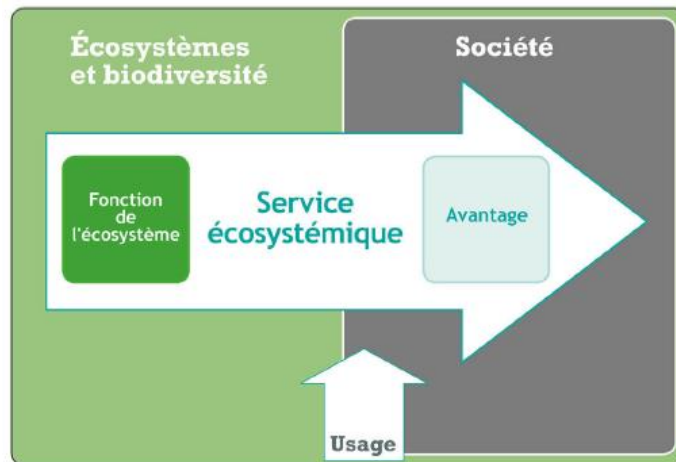 Écosystèmes
et biodiversité
Société
Fonction
de
l'écosystème
Service
écosystémique
Avantage
Usage